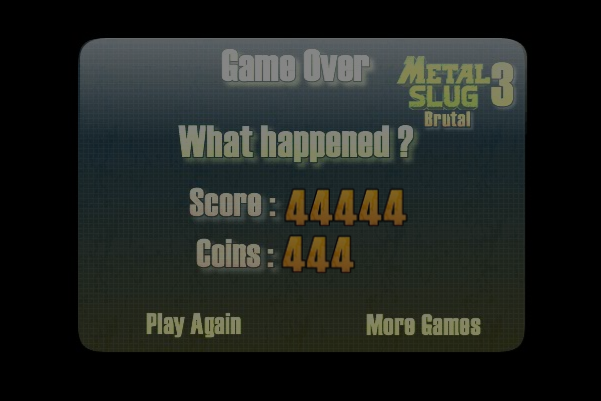 Game Over
METAL SLUG 3
Brutal
What happened ?
Score : 44444
Coins : 444
Play Again
More Games